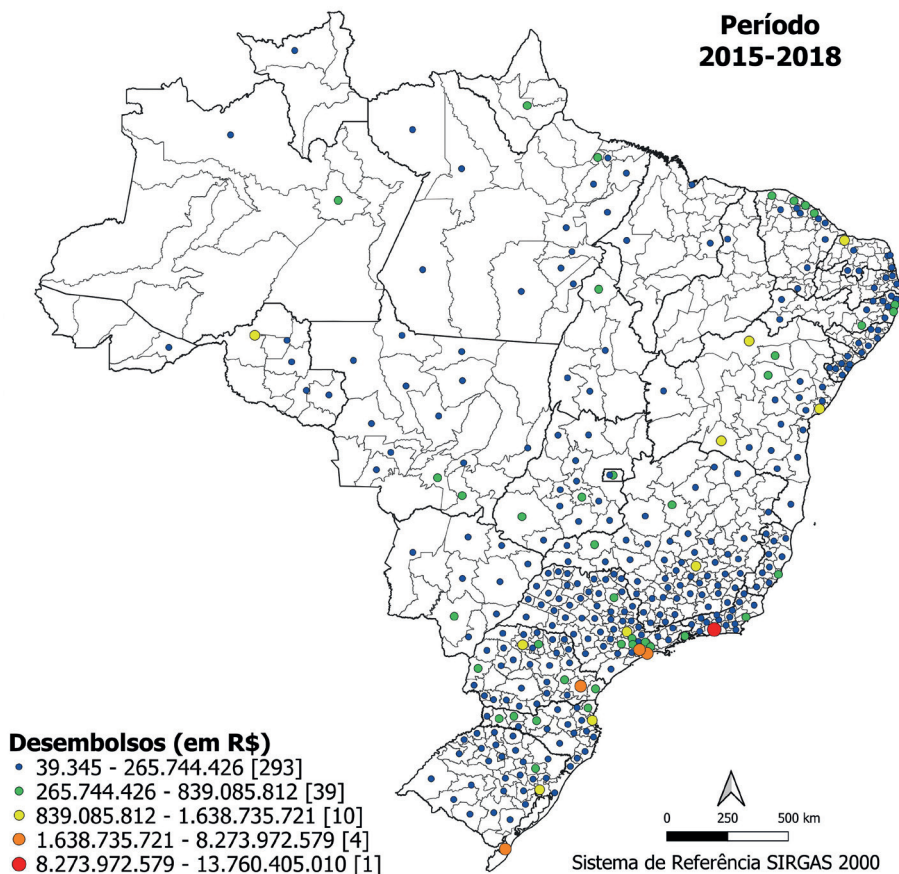 Período
2015-2018
Desembolsos (em R$)
39.345 - 265.744.426 [293]
265.744.426 - 839.085.812 [39]
839.085.812 - 1.638.735.721 [10]
1.638.735.721 - 8.273.972.579 [4]
8.273.972.579 - 13.760.405.010 [1]
0 250 500 km
Sistema de Referência SIRGAS 2000